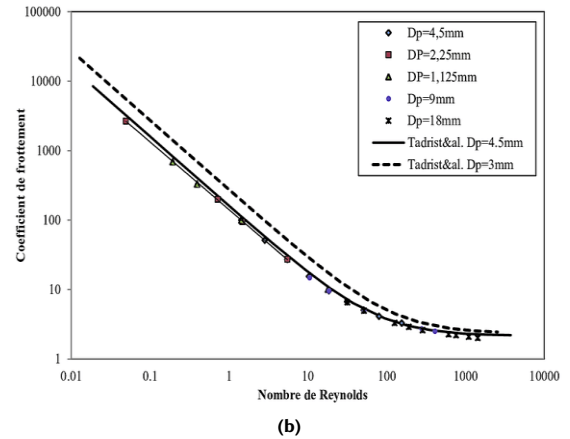 100000
10000
1000
100
10
1
Coefficient de frottement
Dp=4,5mm
DP=2,25mm
DP=1,125mm
Dp=9mm
Dp=18mm
Tadrist&al. Dp=4.5mm
Tadrist&al. Dp=3mm
0.01 0.1 1 10 100 1000 10000
Nombre de Reynolds
(b)